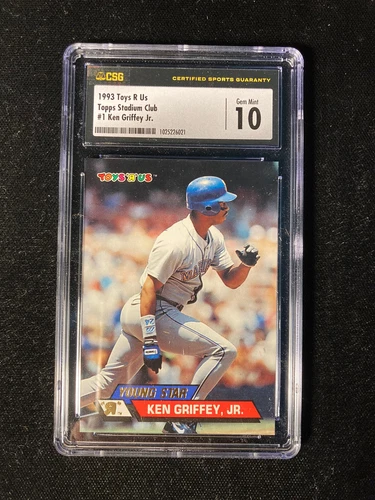 CSG
CERTIFIED SPORTS GUARANTY
1993 Toys R Us
Topps Stadium Club
#1 Ken Griffey Jr.
Gem Mint
10
1025226021
TOYS "R" US
YOUNG STAR
KEN GRIFFEY, JR.